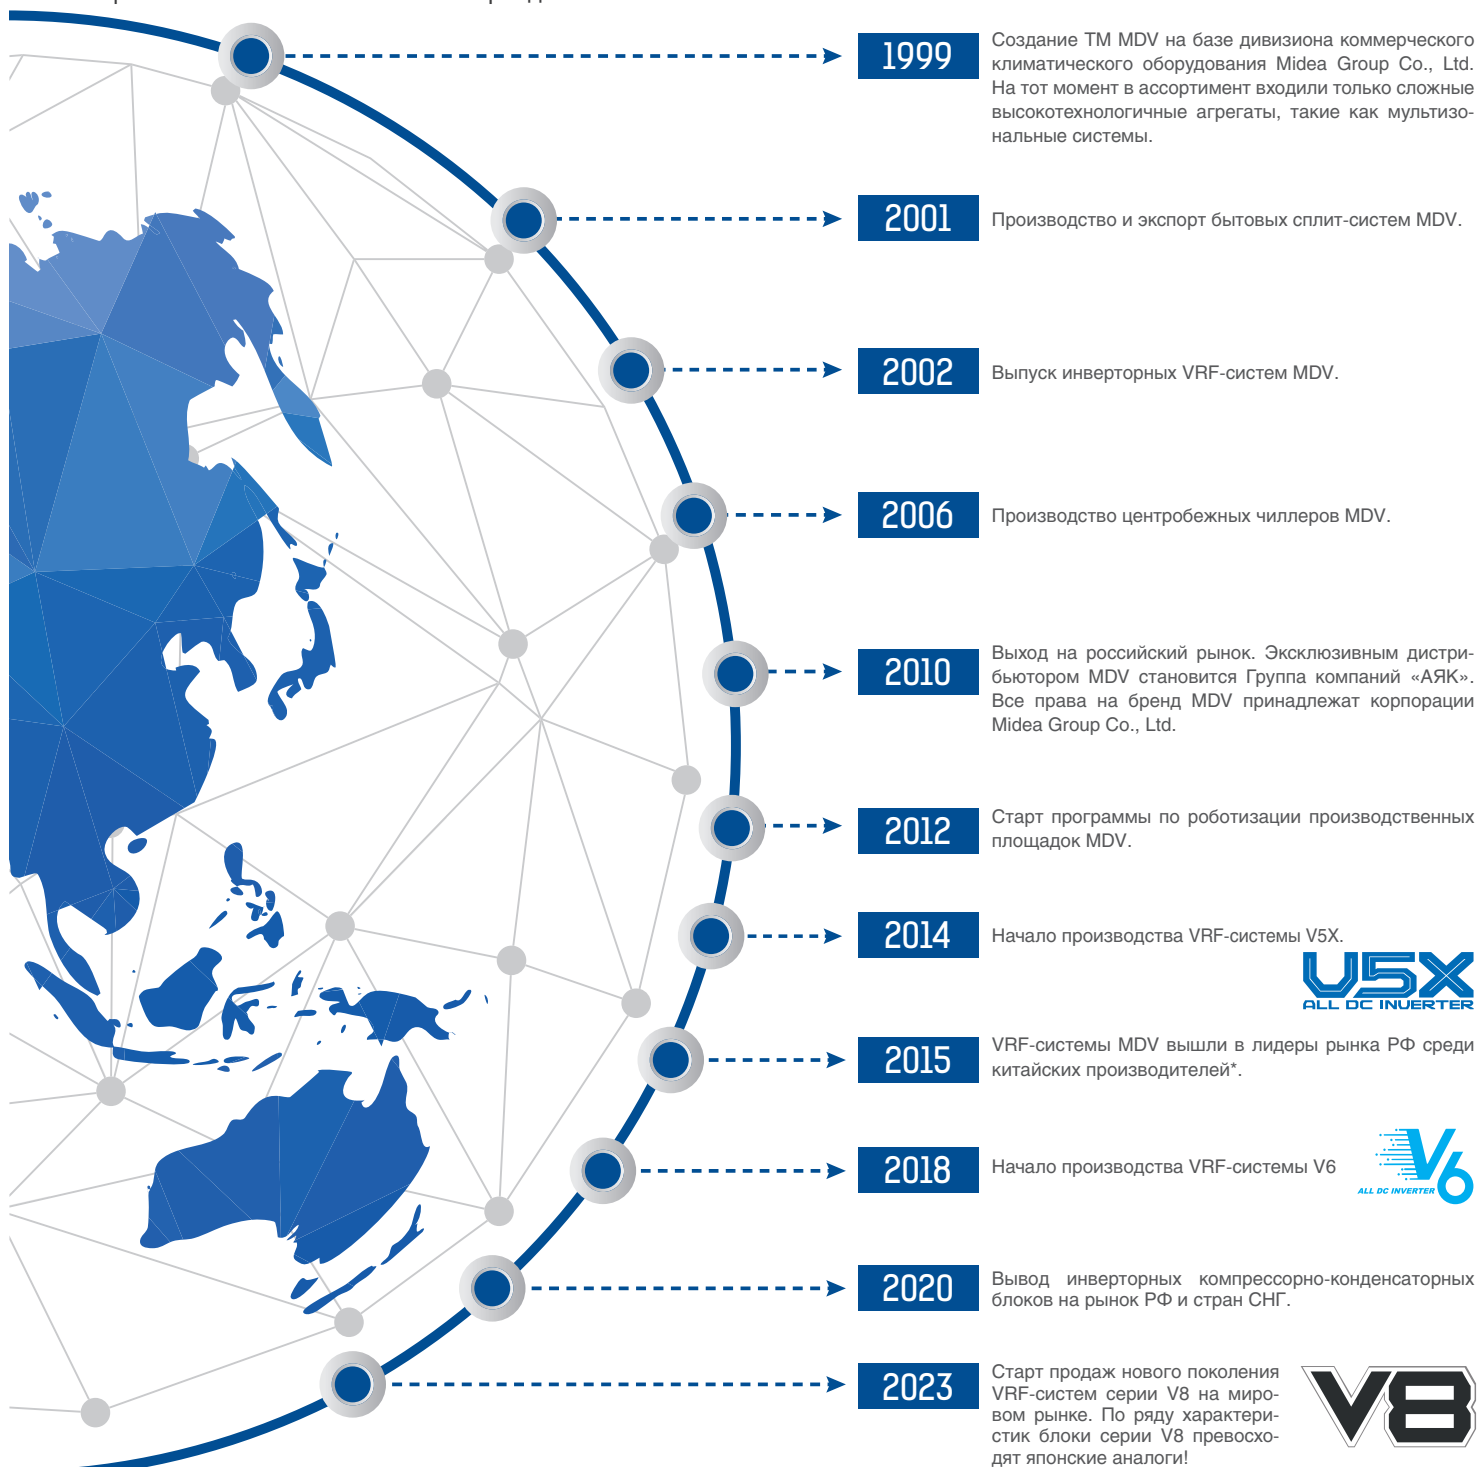 1999
Создание ТМ MDV на базе дивизиона коммерческого
климатического оборудования Midea Group Co., Ltd.
На тот момент в ассортимент входили только сложные
высокотехнологичные агрегаты, такие как мультизо-
нальные системы.
2001
Производство и экспорт бытовых сплит-систем MDV.
2002
Выпуск инверторных VRF-систем MDV.
2006
Производство центробежных чиллеров MDV.
2010
Выход на российский рынок. Эксклюзивным дистри-
бьютором MDV становится Группа компаний «АЯК».
Все права на бренд MDV принадлежат корпорации
Midea Group Co., Ltd.
2012
Старт программы по роботизации производственных
площадок MDV.
2014
Начало производства VRF-системы V5X.
V5X
ALL DC INVERTER
2015
VRF-системы MDV вышли в лидеры рынка РФ среди
китайских производителей*.
2018
Начало производства VRF-системы V6
V6
ALL DC INVERTER
2020
Вывод инверторных компрессорно-конденсаторных
блоков на рынок РФ и стран СНГ.
2023
Старт продаж нового поколения
VRF-систем серии V8 на миро-
вом рынке. По ряду характери-
стик блоки серии V8 превосхо-
дят японские аналоги!
V8